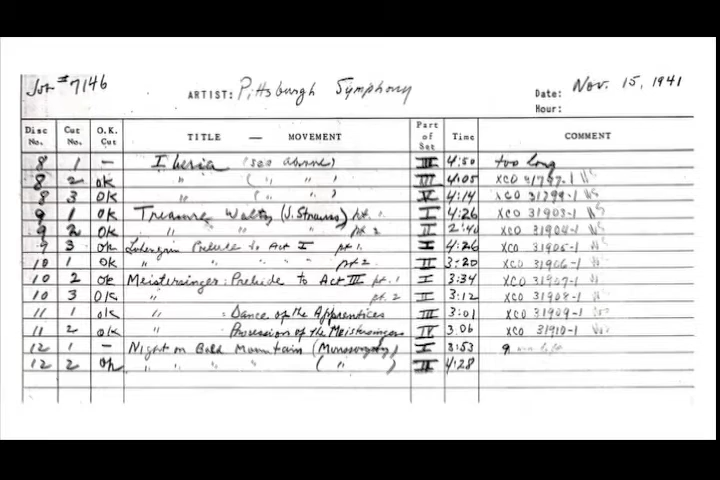 Job #7146 ARTIST: Pittsburgh Symphony Date: Nov. 15, 1941
Hour:
Disc No. Cut No. O.K. Cut TITLE — MOVEMENT Part of Set Time COMMENT
8 1 — Iberia (see above) III 4:50 too long
8 2 OK " ( " " ) III 4:05 XCO 31797-1
8 3 OK " ( " " ) V 4:14 XCO 31799-1
9 1 OK Treasure Waltz (J. Strauss) pt. 1 I 4:26 XCO 31903-1
9 2 OK " " " pt 2 II 2:40 XCO 31904-1
9 3 OK Lohengrin Prelude to Act I pt 1. I 4:26 XCO 31905-1
10 1 OK " " " " pt 2. II 3:20 XCO 31906-1
10 2 OK Meistersinger: Prelude to Act III pt. 1 I 3:34 XCO 31907-1
10 3 OK " pt. 2 II 3:12 XCO 31908-1
11 1 OK " : Dance of the Apprentices III 3:01 XCO 31909-1
11 2 OK " : Procession of the Meistersingers IV 3:06 XCO 31910-1
12 1 — Night on Bald Mountain (Moussorgsky) I 3:53
12 2 OK " " " " ( " ) II 4:28